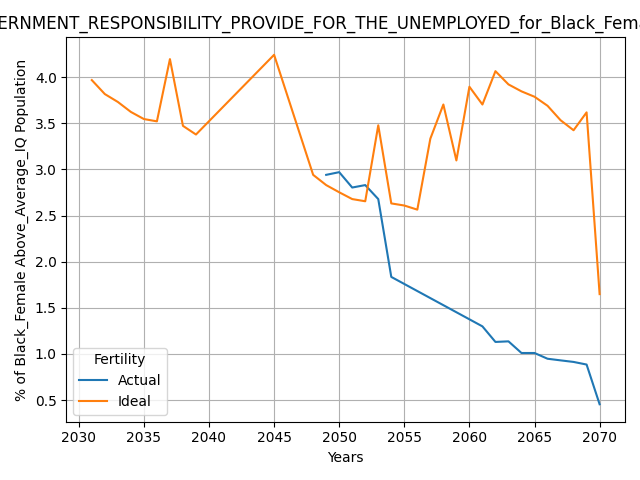 ERNMENT_RESPONSIBILITY_PROVIDE_FOR_THE_UNEMPLOYED_for_Black_Fema
% of Black_Female Above_Average_IQ Population
4.0
3.5
3.0
2.5
2.0
1.5
1.0
0.5
Fertility
Actual
Ideal
2030 2035 2040 2045 2050 2055 2060 2065 2070
Years